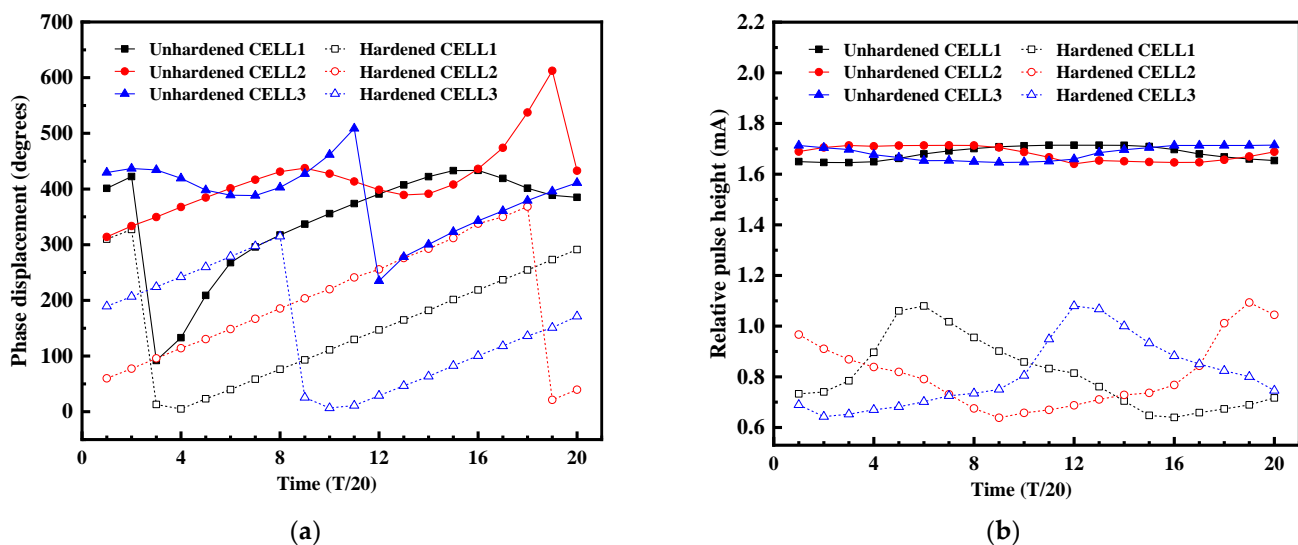 700
600
500
400
300
200
100
0
Phase displacement (degrees)
Unhardened CELL1
Unhardened CELL2
Unhardened CELL3
Hardened CELL1
Hardened CELL2
Hardened CELL3
0 4 8 12 16 20
Time (T/20)
(a)
2.2
2.0
1.8
1.6
1.4
1.2
1.0
0.8
0.6
Relative pulse height (mA)
Unhardened CELL1
Unhardened CELL2
Unhardened CELL3
Hardened CELL1
Hardened CELL2
Hardened CELL3
0 4 8 12 16 20
Time (T/20)
(b)